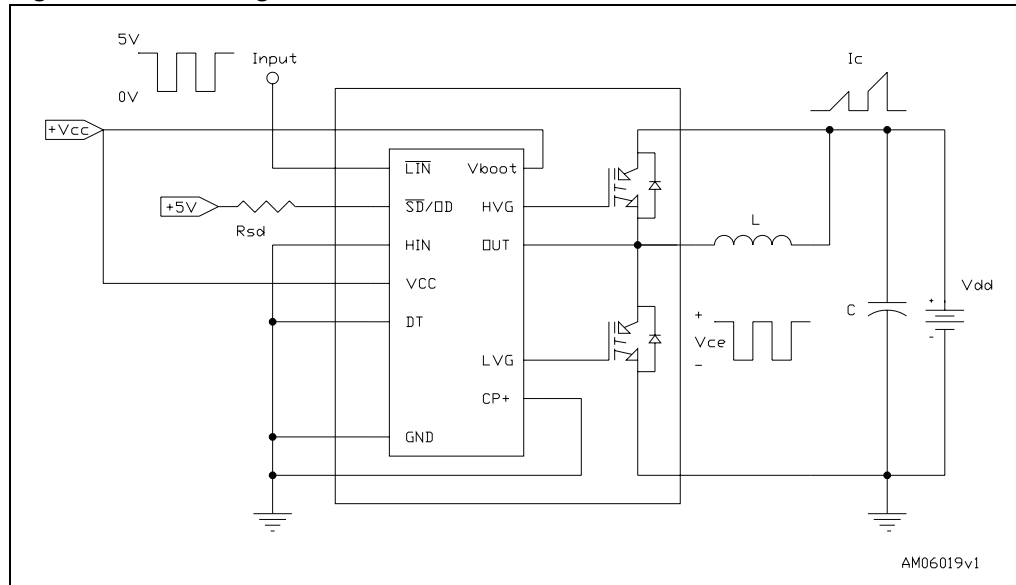 5V
0V
Input
Ic
+Vcc
+5V
Rsd
LIN
SD/OD
HIN
VCC
DT
GND
Vboot
HVG
OUT
LVG
CP+
L
+
Vce
-
C
+
-
Vdd
AM06019v1